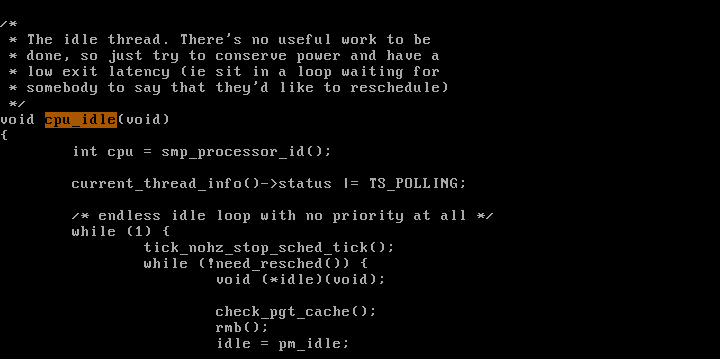 /*
 * The idle thread. There's no useful work to be
 * done, so just try to conserve power and have a
 * low exit latency (ie sit in a loop waiting for
 * somebody to say that they'd like to reschedule)
 */
void cpu_idle(void)
{
        int cpu = smp_processor_id();

        current_thread_info()->status |= TS_POLLING;

        /* endless idle loop with no priority at all */
        while (1) {
                tick_nohz_stop_sched_tick();
                while (!need_resched()) {
                        void (*idle)(void);

                        check_pgt_cache();
                        rmb();
                        idle = pm_idle;